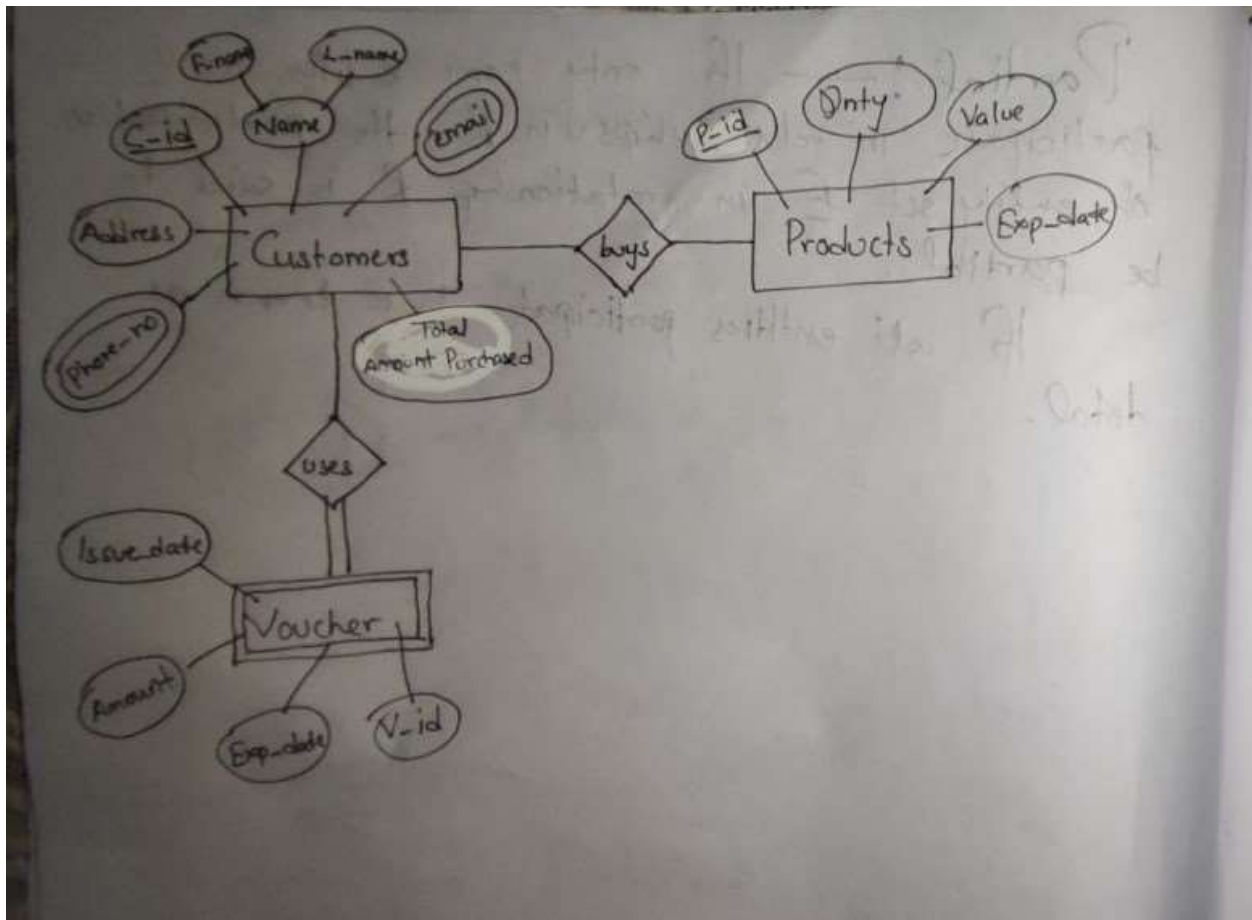 F_name
L_name
C_id
Name
email
P_id
Qnty.
Value
Address
Customers
buys
Products
Exp_date
phone_no
Total
Amount Purchased
uses
Issue_date
Voucher
Amount
Exp_date
V_id